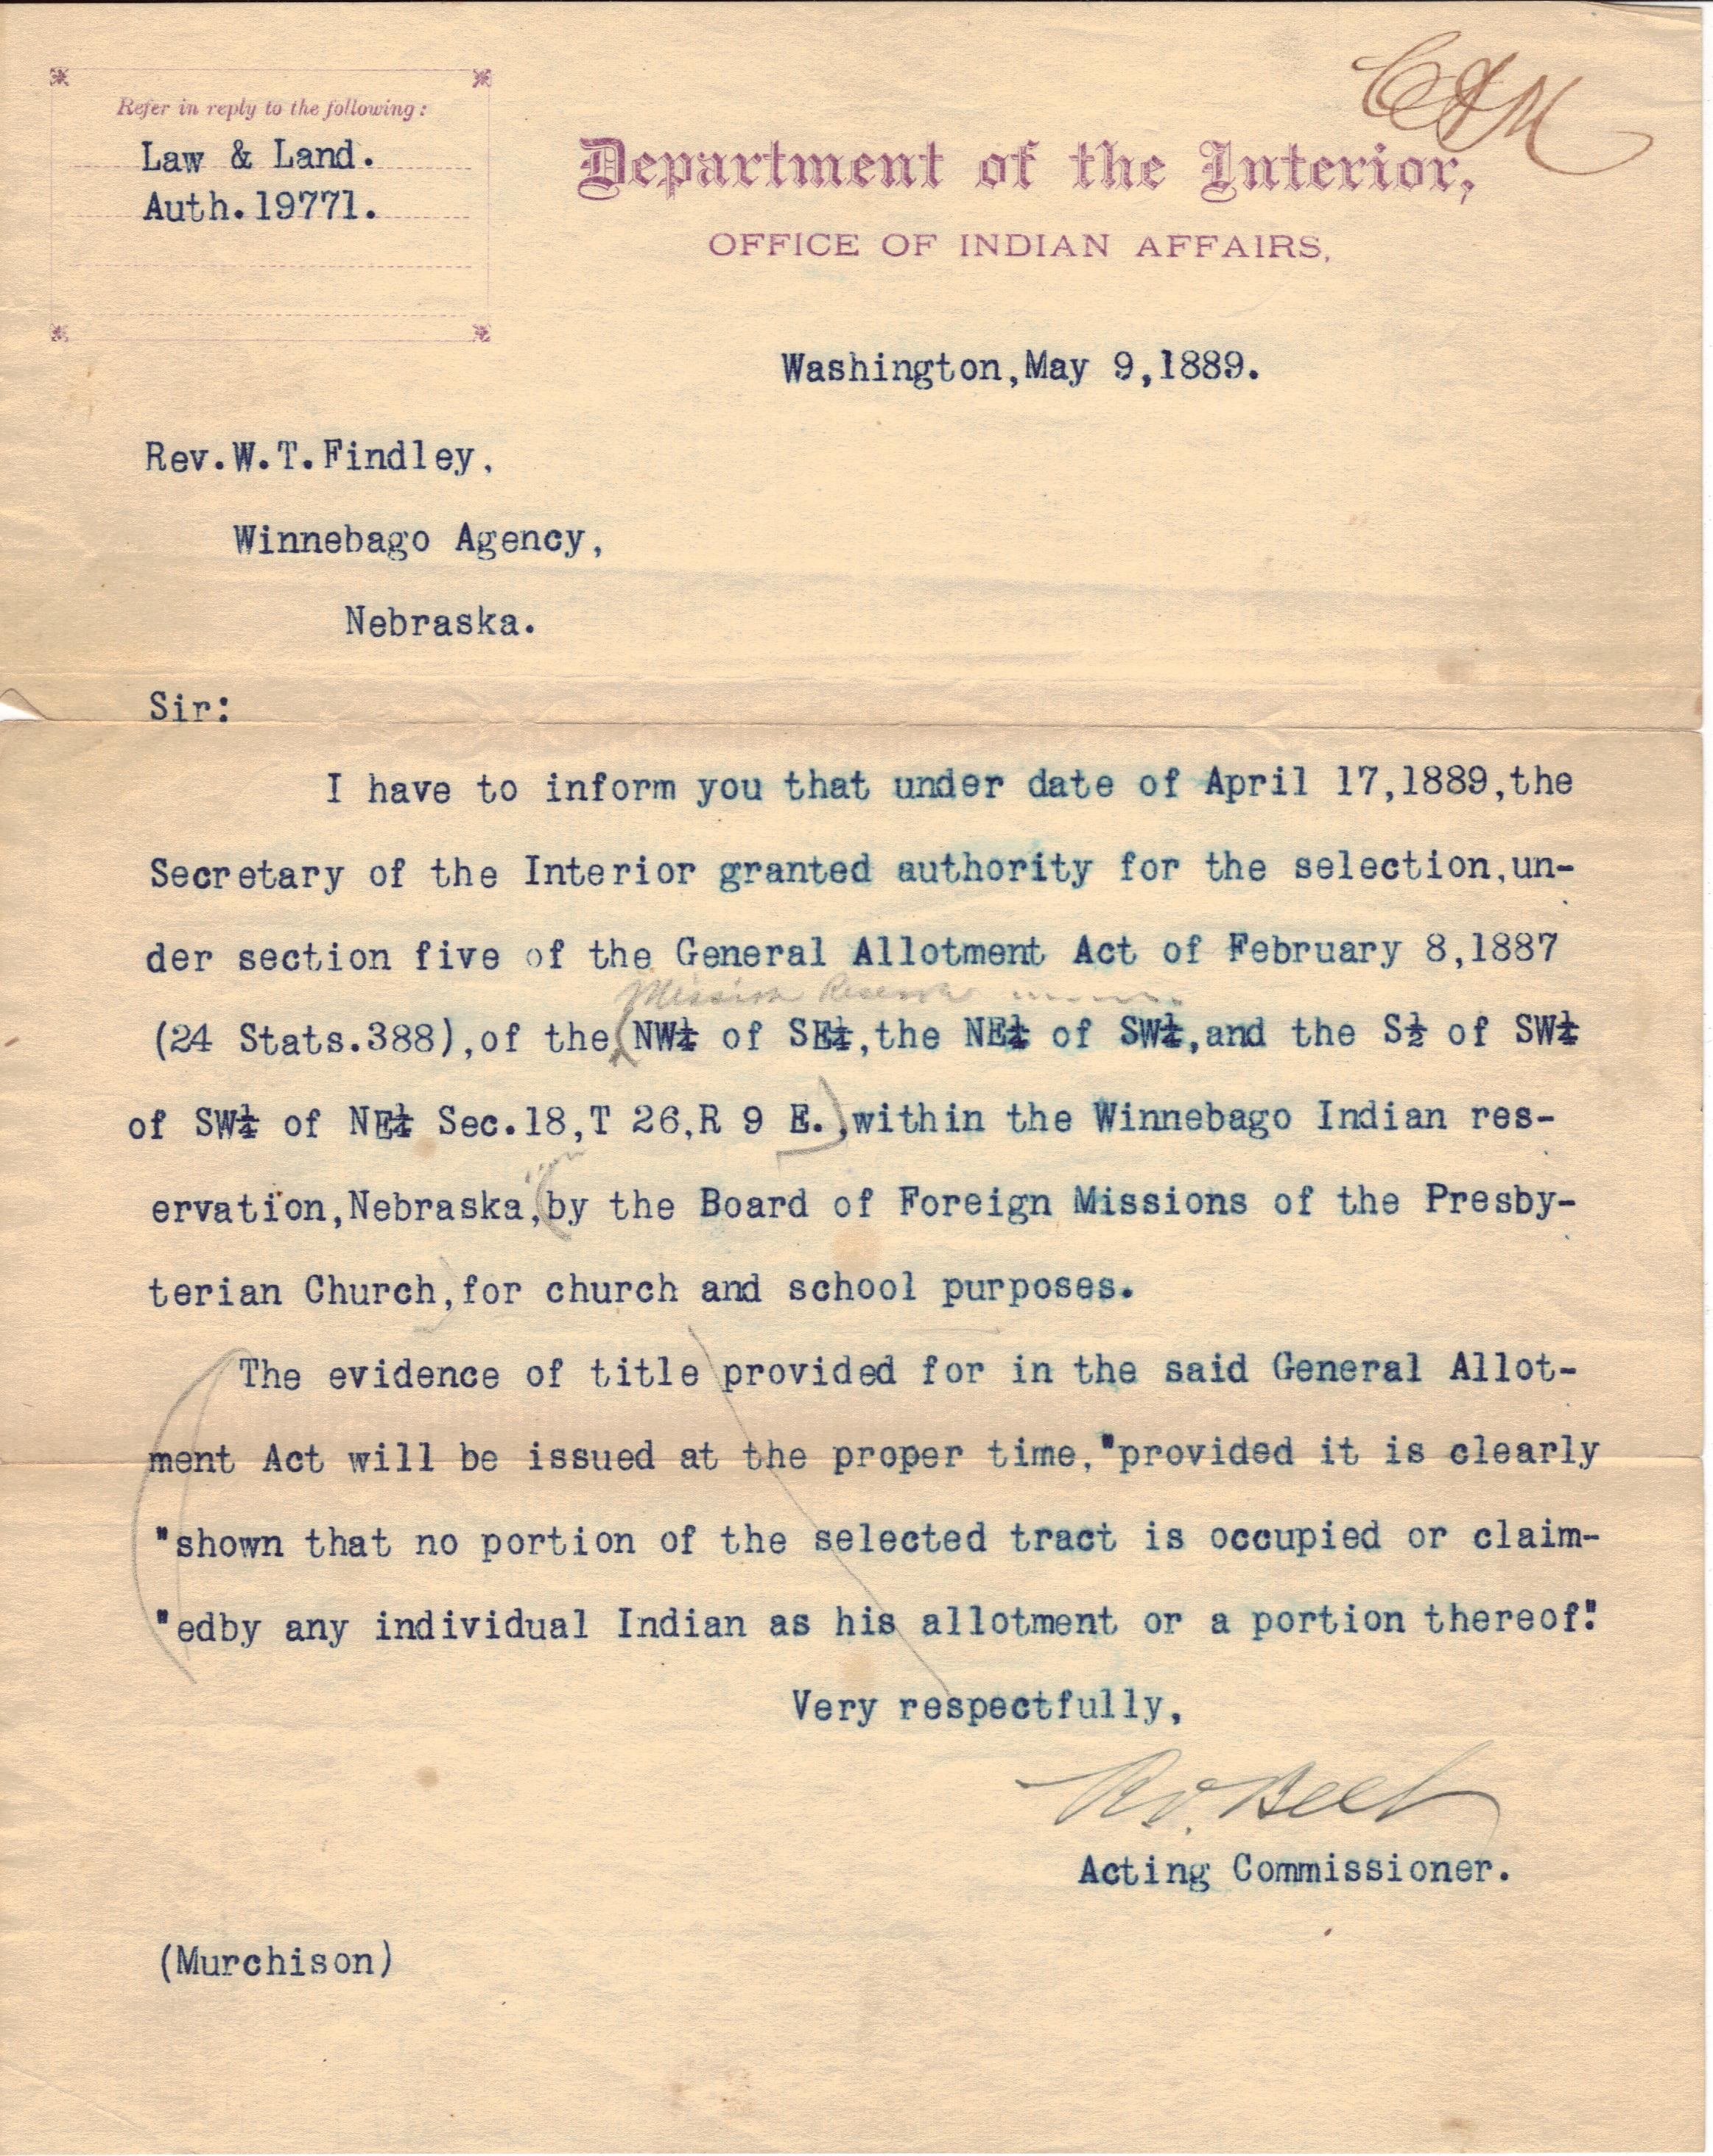 Refer in reply to the following:
Law & Land.
Auth.19771.
Department of the Interior,
OFFICE OF INDIAN AFFAIRS,
Washington,May 9,1889.
Rev.W.T.Findley,
Winnebago Agency,
Nebraska.
Sir:
I have to inform you that under date of April 17,1889,the
Secretary of the Interior granted authority for the selection,un-
der section five of the General Allotment Act of February 8,1887
Mission Reserve
(24 Stats.388),of the (NW¼ of SE¼,the NE¼ of SW¼,and the S½ of SW¼
of SW¼ of NE¼ Sec.18,T 26,R 9 E.),within the Winnebago Indian res-
ervation,Nebraska,(by the Board of Foreign Missions of the Presby-
terian Church,)for church and school purposes.
The evidence of title provided for in the said General Allot-
ment Act will be issued at the proper time,"provided it is clearly
"shown that no portion of the selected tract is occupied or claim-
"edby any individual Indian as his allotment or a portion thereof."
Very respectfully,
R.V. Belt
Acting Commissioner.
(Murchison)